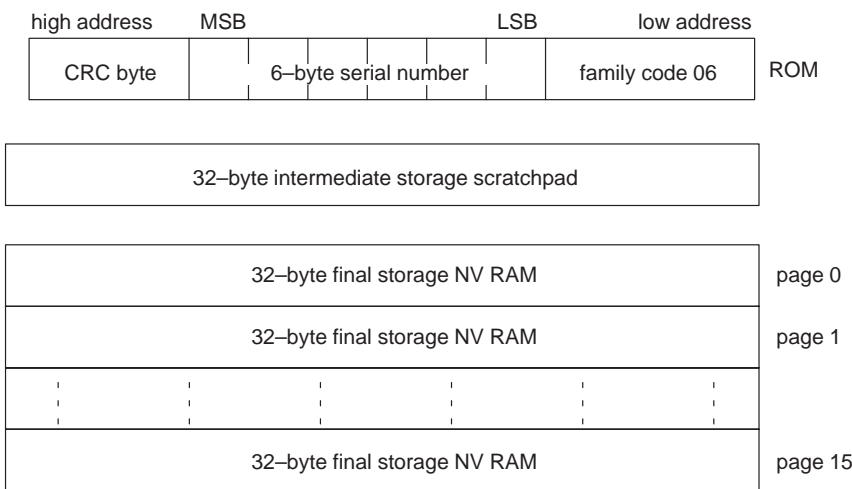 high address MSB LSB low address
CRC byte 6–byte serial number family code 06 ROM
32–byte intermediate storage scratchpad
32–byte final storage NV RAM page 0
32–byte final storage NV RAM page 1
32–byte final storage NV RAM page 15